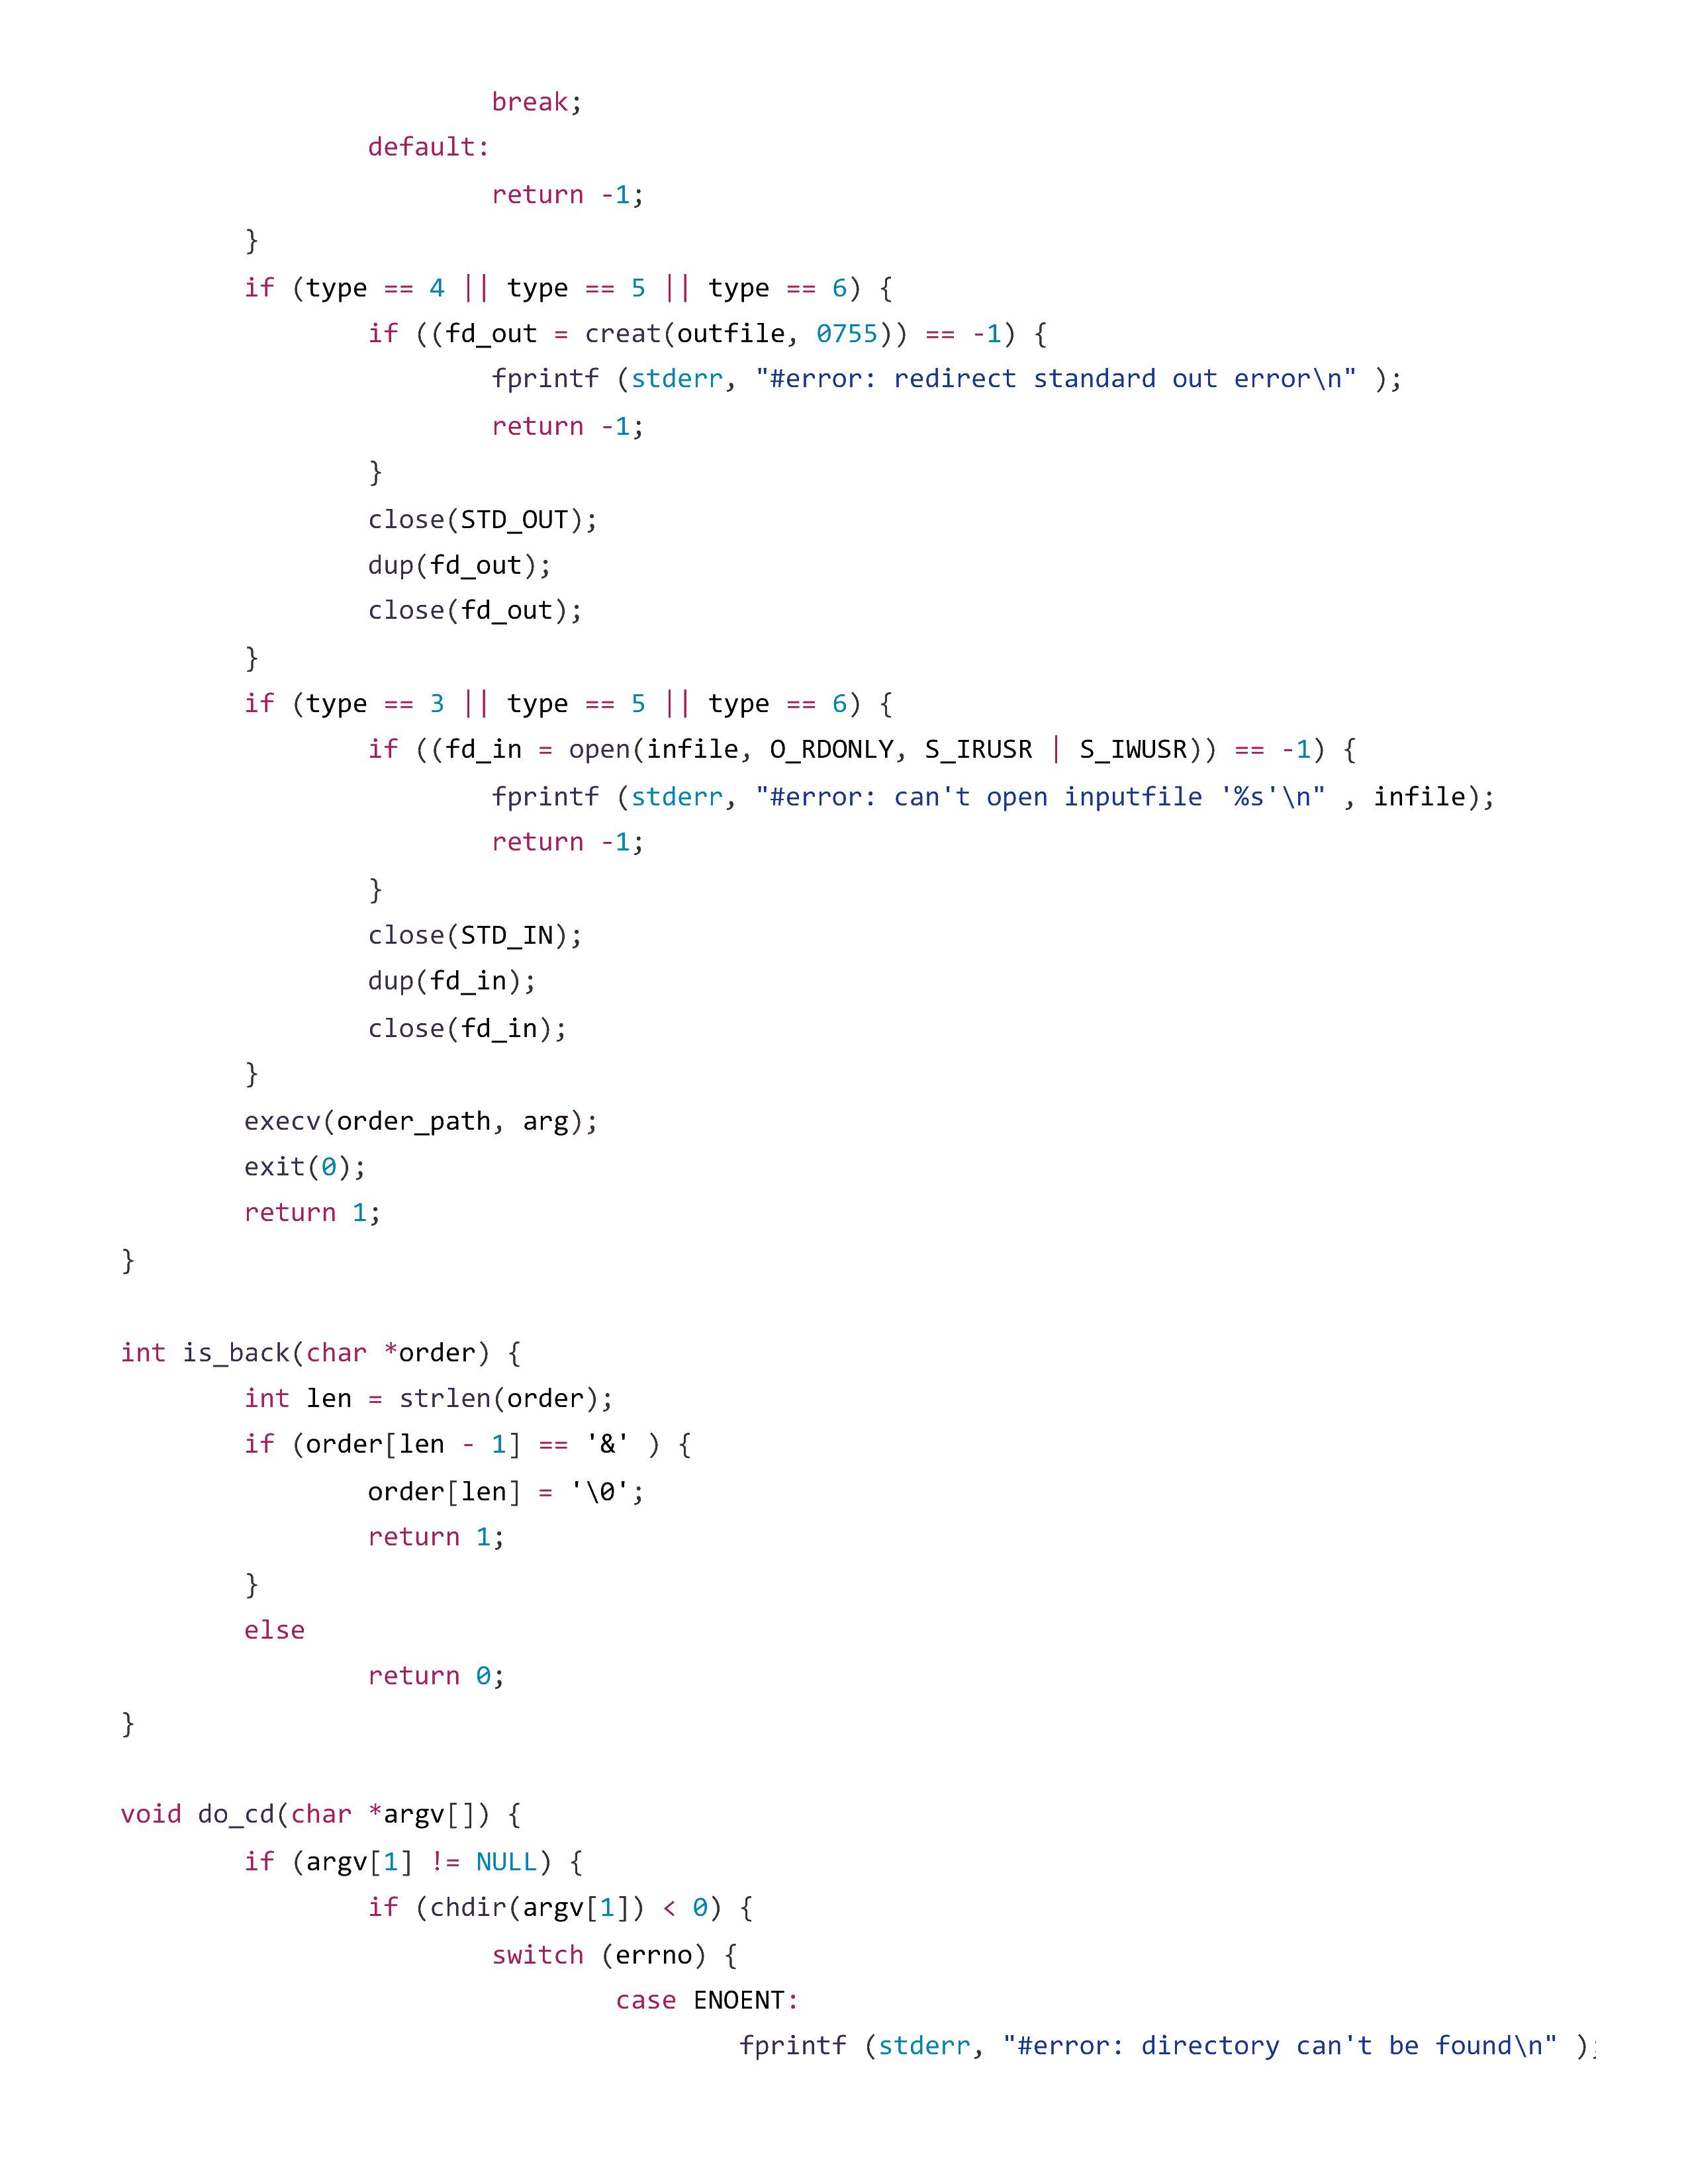 break;
default:
return -1;
}
if (type == 4 || type == 5 || type == 6) {
if ((fd_out = creat(outfile, 0755)) == -1) {
fprintf (stderr, "#error: redirect standard out error\n" );
return -1;
}
close(STD_OUT);
dup(fd_out);
close(fd_out);
}
if (type == 3 || type == 5 || type == 6) {
if ((fd_in = open(infile, O_RDONLY, S_IRUSR | S_IWUSR)) == -1) {
fprintf (stderr, "#error: can't open inputfile '%s'\n" , infile);
return -1;
}
close(STD_IN);
dup(fd_in);
close(fd_in);
}
execv(order_path, arg);
exit(0);
return 1;
}
int is_back(char *order) {
int len = strlen(order);
if (order[len - 1] == '&' ) {
order[len] = '\0';
return 1;
}
else
return 0;
}
void do_cd(char *argv[]) {
if (argv[1] != NULL) {
if (chdir(argv[1]) < 0) {
switch (errno) {
case ENOENT:
fprintf (stderr, "#error: directory can't be found\n" );